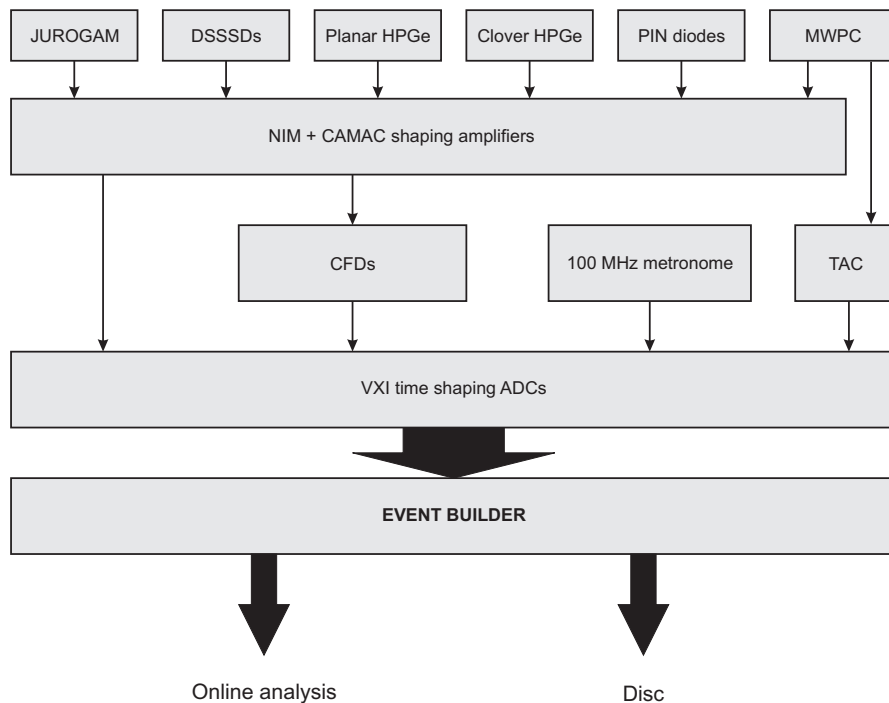 JUROGAM
DSSSDs
Planar HPGe
Clover HPGe
PIN diodes
MWPC
NIM + CAMAC shaping amplifiers
CFDs
100 MHz metronome
TAC
VXI time shaping ADCs
EVENT BUILDER
Online analysis
Disc